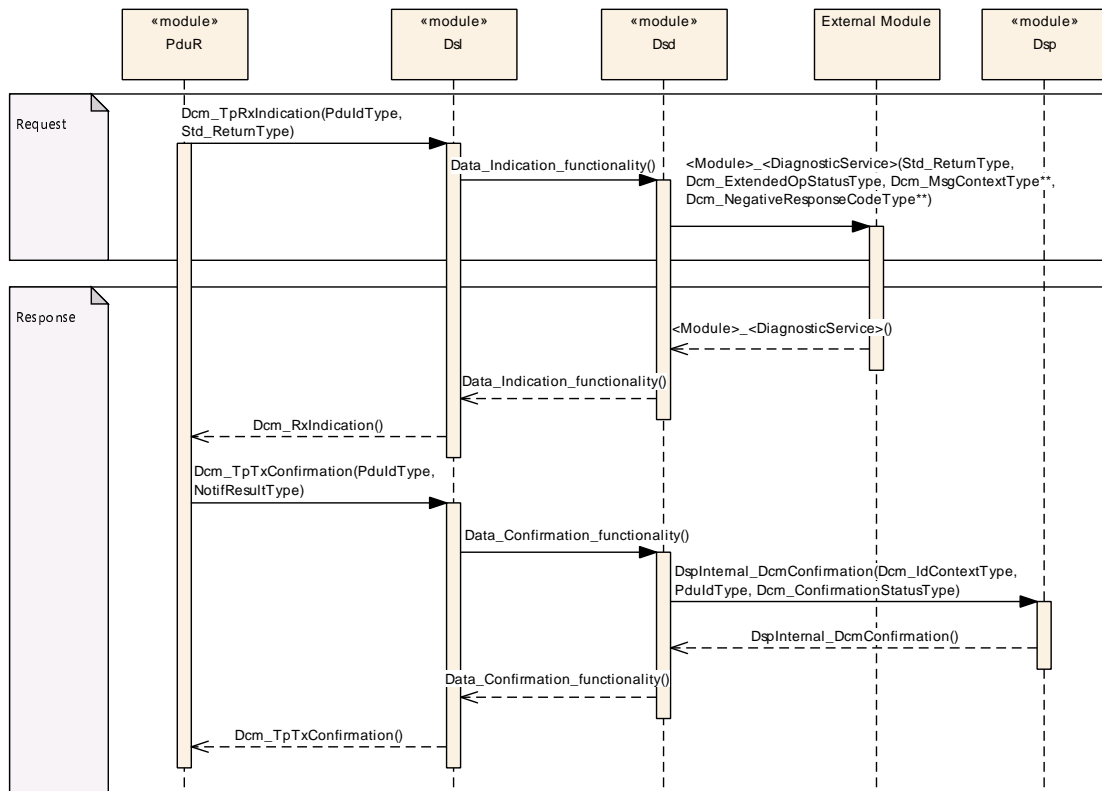 «module»
PduR
«module»
Dsl
«module»
Dsd
External Module
«module»
Dsp
Request
Dcm_TpRxIndication(PduIdType,
Std_ReturnType)
Data_Indication_functionality()
<Module>_<DiagnosticService>(Std_ReturnType,
Dcm_ExtendedOpStatusType, Dcm_MsgContextType**,
Dcm_NegativeResponseCodeType**)
Response
<Module>_<DiagnosticService>()
Data_Indication_functionality()
Dcm_RxIndication()
Dcm_TpTxConfirmation(PduIdType,
NotifResultType)
Data_Confirmation_functionality()
DspInternal_DcmConfirmation(Dcm_IdContextType,
PduIdType, Dcm_ConfirmationStatusType)
DspInternal_DcmConfirmation()
Data_Confirmation_functionality()
Dcm_TpTxConfirmation()